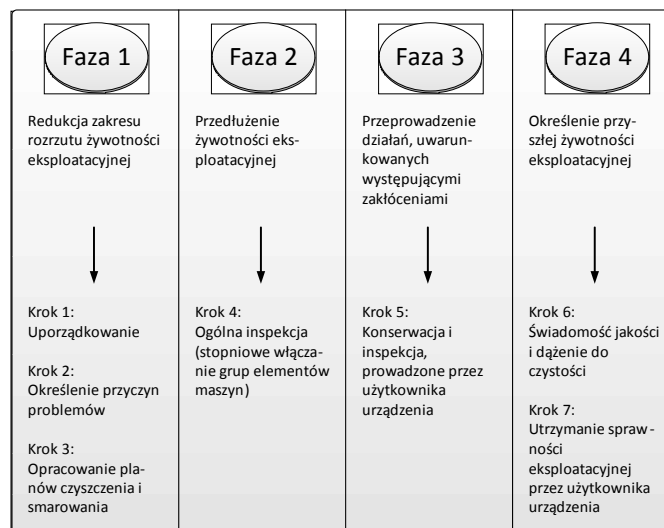 Faza 1
Redukcja zakresu
rozrzutu żywotności
eksploatacyjnej
Krok 1:
Uporządkowanie
Krok 2:
Określenie przyczyn
problemów
Krok 3:
Opracowanie pla-
nów czyszczenia i
smarowania
Faza 2
Przedłużenie
żywotności eks-
ploatacyjnej
Krok 4:
Ogólna inspekcja
(stopniowe włącza-
nie grup elementów
maszyn)
Faza 3
Przeprowadzenie
działań, uwarun-
kowanych
występującymi
zakłóceniami
Krok 5:
Konserwacja i
inspekcja,
prowadzone przez
użytkownika
urządzenia
Faza 4
Określenie przy-
szłej żywotności
eksploatacyjnej
Krok 6:
Świadomość jakości
i dążenie do
czystości
Krok 7:
Utrzymanie spraw-
ności
eksploatacyjnej
przez użytkownika
urządzenia